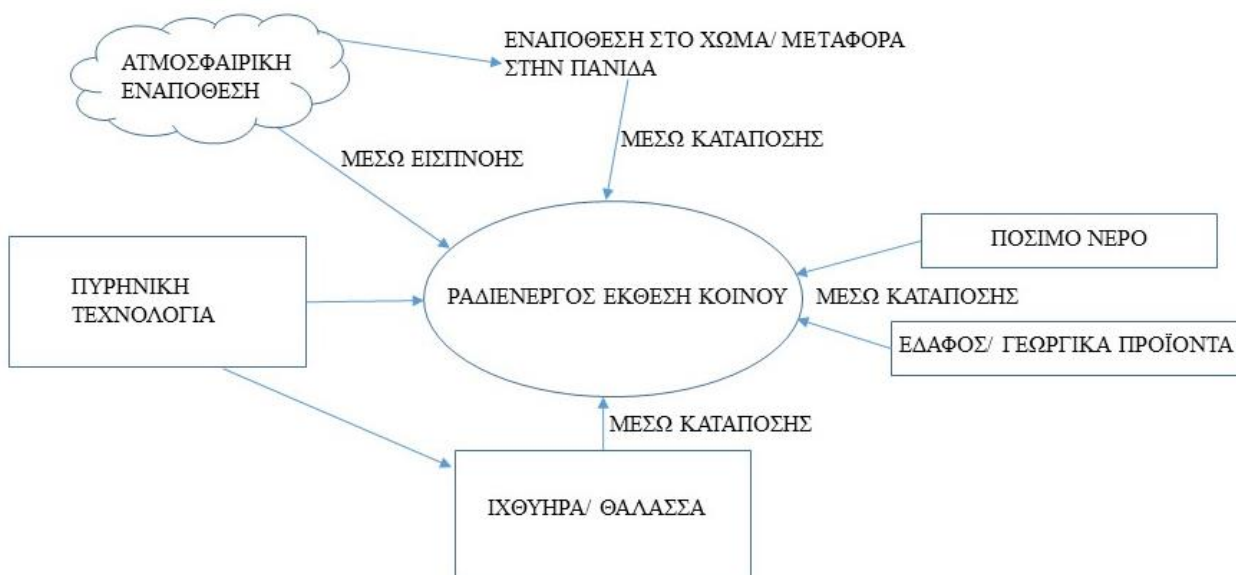 ΑΤΜΟΣΦΑΙΡΙΚΗ
ΕΝΑΠΟΘΕΣΗ
ΕΝΑΠΟΘΕΣΗ ΣΤΟ ΧΩΜΑ/ ΜΕΤΑΦΟΡΑ
ΣΤΗΝ ΠΑΝΙΔΑ
ΜΕΣΩ ΕΙΣΠΝΟΗΣ
ΜΕΣΩ ΚΑΤΑΠΟΣΗΣ
ΠΥΡΗΝΙΚΗ
ΤΕΧΝΟΛΟΓΙΑ
ΡΑΔΙΕΝΕΡΓΟΣ ΕΚΘΕΣΗ ΚΟΙΝΟΥ
ΠΟΣΙΜΟ ΝΕΡΟ
ΜΕΣΩ ΚΑΤΑΠΟΣΗΣ
ΕΔΑΦΟΣ/ ΓΕΩΡΓΙΚΑ ΠΡΟΪΟΝΤΑ
ΜΕΣΩ ΚΑΤΑΠΟΣΗΣ
ΙΧΘΥΗΡΑ/ ΘΑΛΑΣΣΑ